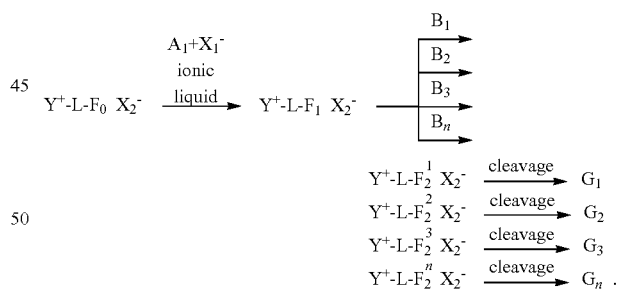 B₁
A₁+X₁⁻
ionic
B₂
45
liquid
B₃
Y⁺-L-F₀ X₂⁻ Y⁺-L-F₁ X₂⁻
Bₙ
Y⁺-L-F₂¹ X₂⁻ cleavage G₁
50 Y⁺-L-F₂² X₂⁻ cleavage G₂
Y⁺-L-F₂³ X₂⁻ cleavage G₃
Y⁺-L-F₂ⁿ X₂⁻ cleavage Gₙ .